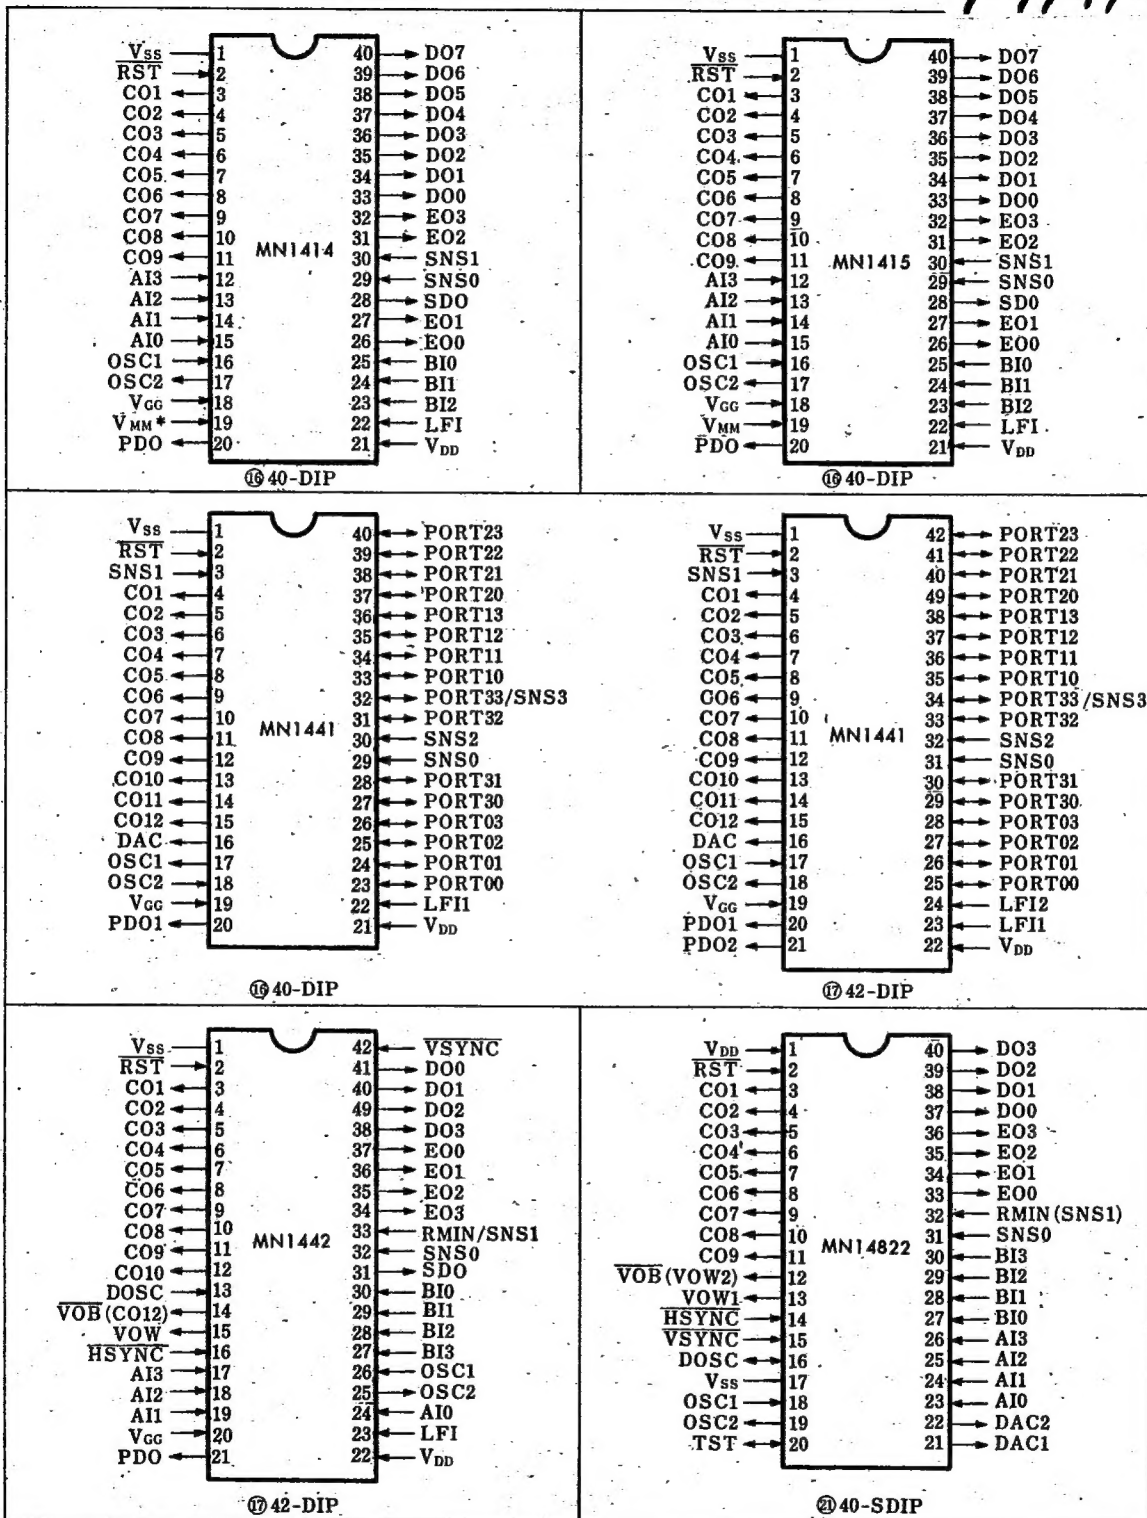 VSS 1 40 DO7
RST 2 39 DO6
CO1 3 38 DO5
CO2 4 37 DO4
CO3 5 36 DO3
CO4 6 35 DO2
CO5 7 34 DO1
CO6 8 33 DO0
CO7 9 32 EO3
CO8 10 31 EO2
CO9 11 MN1414 30 SNS1
AI3 12 29 SNS0
AI2 13 28 SDO
AI1 14 27 EO1
AI0 15 26 EO0
OSC1 16 25 BI0
OSC2 17 24 BI1
VGG 18 23 BI2
VMM* 19 22 LFI
PDO 20 21 VDD
⑯ 40-DIP
VSS 1 40 DO7
RST 2 39 DO6
CO1 3 38 DO5
CO2 4 37 DO4
CO3 5 36 DO3
CO4 6 35 DO2
CO5 7 34 DO1
CO6 8 33 DO0
CO7 9 32 EO3
CO8 10 31 EO2
CO9 11 MN1415 30 SNS1
AI3 12 29 SNS0
AI2 13 28 SD0
AI1 14 27 EO1
AI0 15 26 EO0
OSC1 16 25 BI0
OSC2 17 24 BI1
VGG 18 23 BI2
VMM 19 22 LFI
PDO 20 21 VDD
⑯ 40-DIP
VSS 1 40 PORT23
RST 2 39 PORT22
SNS1 3 38 PORT21
CO1 4 37 PORT20
CO2 5 36 PORT13
CO3 6 35 PORT12
CO4 7 34 PORT11
CO5 8 33 PORT10
CO6 9 32 PORT33/SNS3
CO7 10 MN1441 31 PORT32
CO8 11 30 SNS2
CO9 12 29 SNS0
CO10 13 28 PORT31
CO11 14 27 PORT30
CO12 15 26 PORT03
DAC 16 25 PORT02
OSC1 17 24 PORT01
OSC2 18 23 PORT00
VGG 19 22 LFI1
PDO1 20 21 VDD
⑯ 40-DIP
VSS 1 42 PORT23
RST 2 41 PORT22
SNS1 3 40 PORT21
CO1 4 49 PORT20
CO2 5 38 PORT13
CO3 6 37 PORT12
CO4 7 36 PORT11
CO5 8 35 PORT10
GO6 9 34 PORT33/SNS3
CO7 10 MN1441 33 PORT32
CO8 11 32 SNS2
CO9 12 31 SNS0
CO10 13 30 PORT31
CO11 14 29 PORT30
CO12 15 28 PORT03
DAC 16 27 PORT02
OSC1 17 26 PORT01
OSC2 18 25 PORT00
VGG 19 24 LFI2
PDO1 20 23 LFI1
PDO2 21 22 VDD
⑰ 42-DIP
VSS 1 42 VSYNC
RST 2 41 DO0
CO1 3 40 DO1
CO2 4 49 DO2
CO3 5 38 DO3
CO4 6 37 EO0
CO5 7 36 EO1
CO6 8 35 EO2
CO7 9 34 EO3
CO8 10 33 RMIN/SNS1
CO9 11 MN1442 32 SNS0
CO10 12 31 SDO
DOSC 13 30 BI0
VOB (CO12) 14 29 BI1
VOW 15 28 BI2
HSYNC 16 27 BI3
AI3 17 26 OSC1
AI2 18 25 OSC2
AI1 19 24 AI0
VGG 20 23 LFI
PDO 21 22 VDD
⑰ 42-DIP
VDD 1 40 DO3
RST 2 39 DO2
CO1 3 38 DO1
CO2 4 37 DO0
CO3 5 36 EO3
CO4 6 35 EO2
CO5 7 34 EO1
CO6 8 33 EO0
CO7 9 32 RMIN(SNS1)
CO8 10 31 SNS0
CO9 11 MN14822 30 BI3
VOB (VOW2) 12 29 BI2
VOW1 13 28 BI1
HSYNC 14 27 BI0
VSYNC 15 26 AI3
DOSC 16 25 AI2
VSS 17 24 AI1
OSC1 18 23 AI0
OSC2 19 22 DAC2
TST 20 21 DAC1
㉑ 40-SDIP